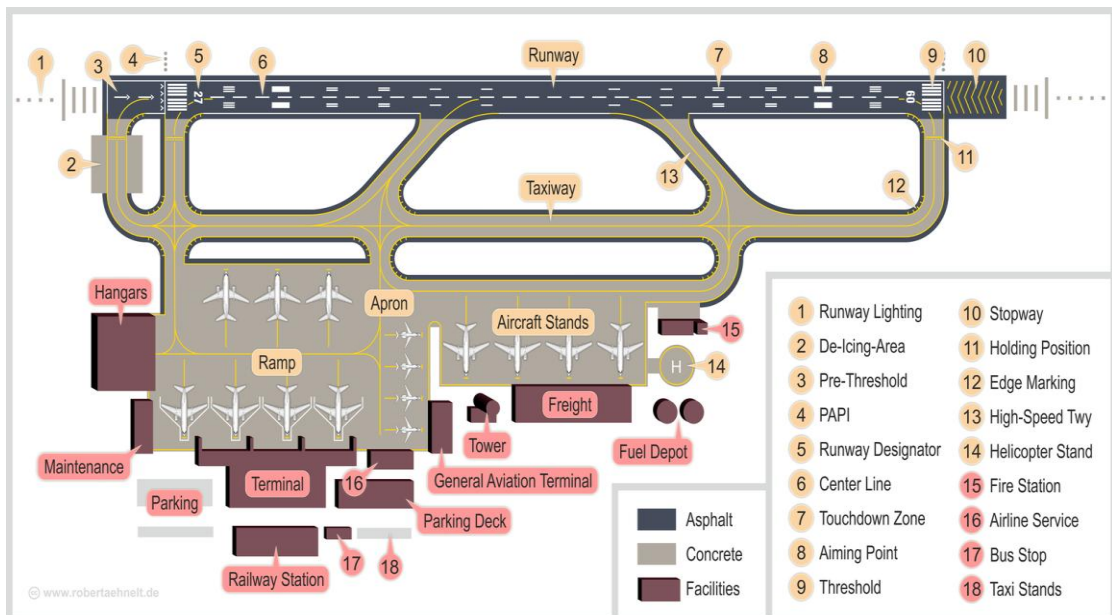 1
3
4
5
6
Runway
7
8
9
10
27
09
2
11
13
12
Taxiway
Hangars
Apron
Aircraft Stands
15
Ramp
14
H
Freight
Tower
Fuel Depot
Maintenance
Terminal
16
General Aviation Terminal
Parking
Parking Deck
Railway Station
17
18
1 Runway Lighting
2 De-Icing-Area
3 Pre-Threshold
4 PAPI
5 Runway Designator
6 Center Line
7 Touchdown Zone
8 Aiming Point
9 Threshold
10 Stopway
11 Holding Position
12 Edge Marking
13 High-Speed Twy
14 Helicopter Stand
15 Fire Station
16 Airline Service
17 Bus Stop
18 Taxi Stands
Asphalt
Concrete
Facilities
cc www.robertaehnelt.de